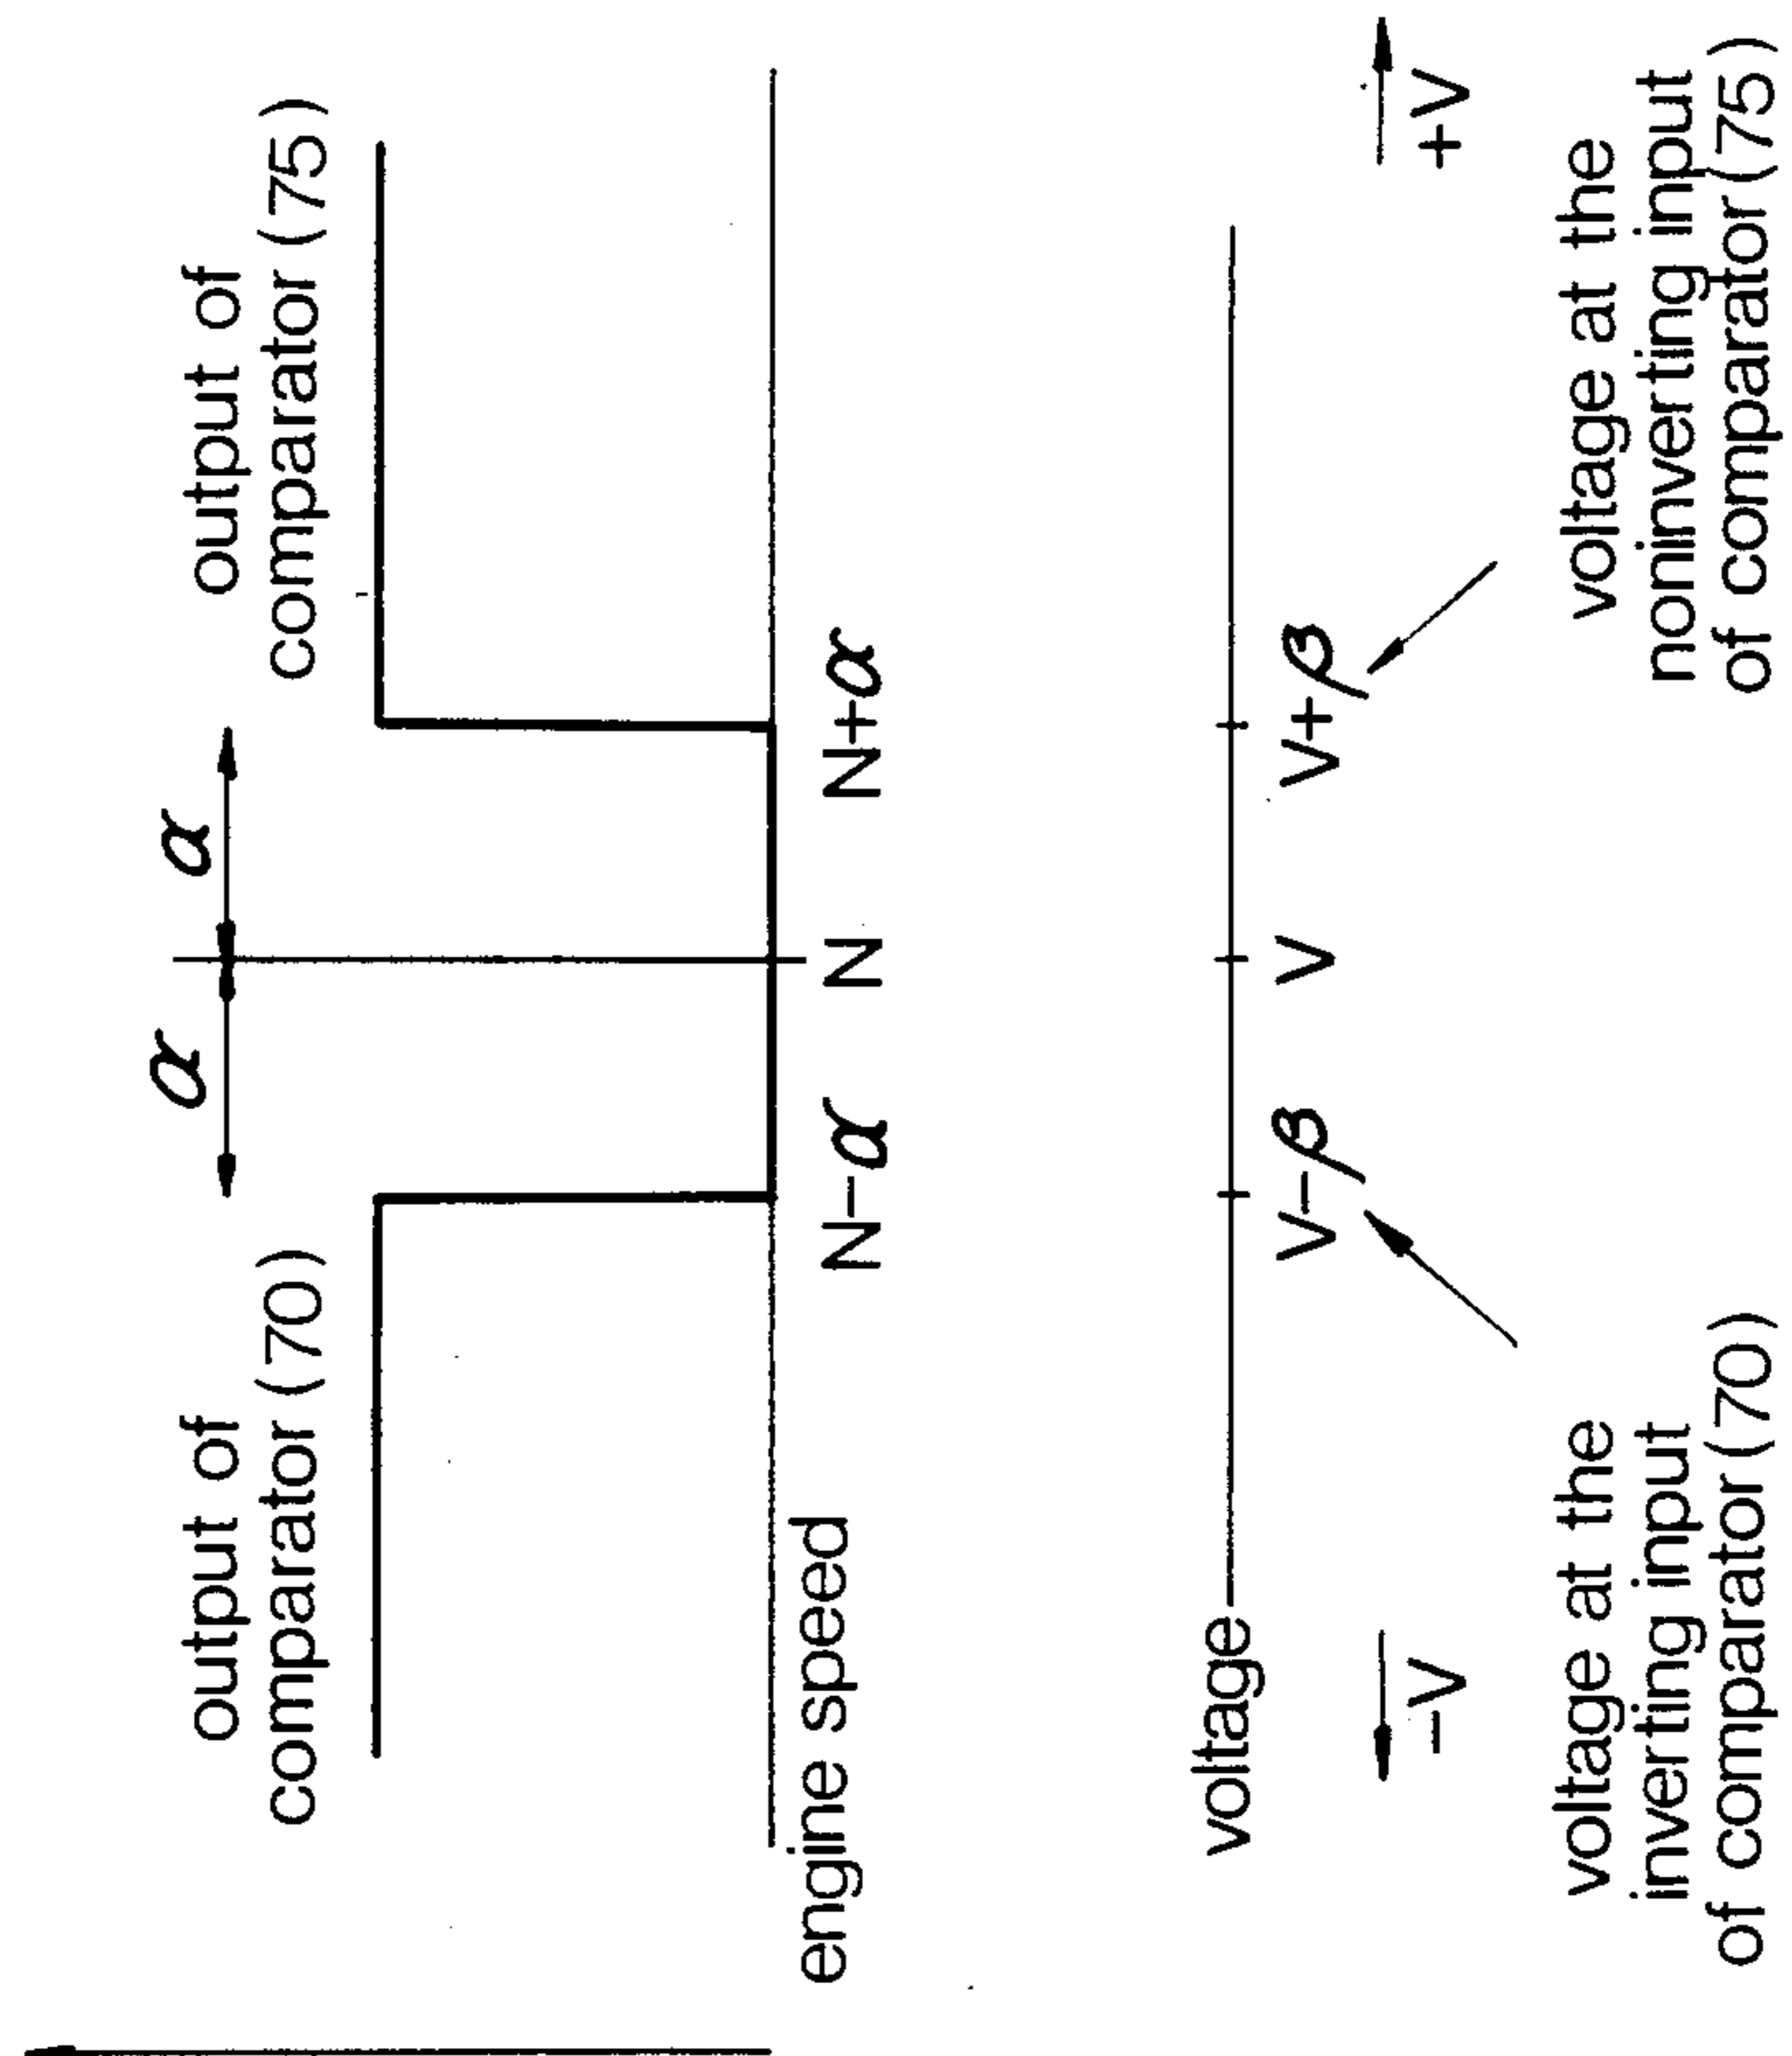 α
α
output of
comparator (70)
output of
comparator (75)
engine speed
N-α
N
N+α
voltage
V-β
V
V+β
-V
+V
voltage at the
inverting input
of comparator (70)
voltage at the
noninverting input
of comparator (75)